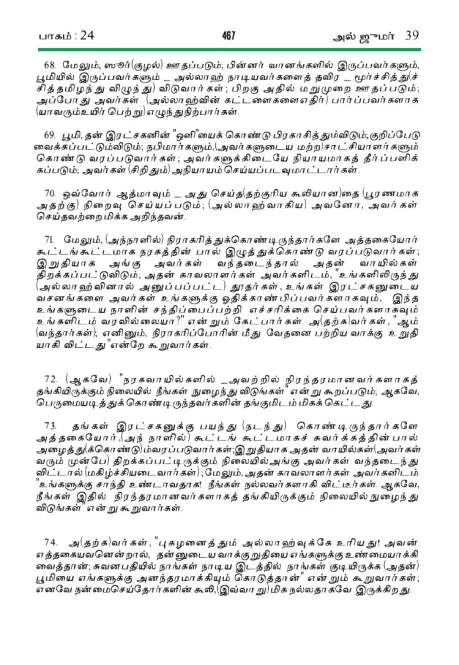 பாகம் : 24 467 அல் ஜுமர் 39
68. மேலும், ஸூர்(குழல்) ஊதப்படும்; பின்னர் வானங்களில் இருப்பவர்களும்,
பூமியில் இருப்பவர்களும் _ அல்லாஹ் நாடியவர்களைத் தவிர _ மூர்ச்சித்து(ச்
சித்தமிழந்து விழுந்து) விடுவார்கள்; பிறகு அதில் மறுமுறை ஊதப்படும்;
அப்போது அவர்கள் (அல்லாஹ்வின் கட்டளைகளைஎதிர்) பார்ப்பவர்களாக
(யாவரும்உயிர் பெற்று)எழுந்துநிற்பார்கள்.
69. பூமி, தன் இரட்சகனின் "ஒளி"யைக் கொண்டு பிரகாசித்தும்விடும்;குறிப்பேடு
வைக்கப்பட்டும்விடும்; நபிமார்களும்,(அவர்களுடைய மற்ற)சாட்சியாளர்களும்
கொண்டு வரப்படுவார்கள்; அவர்களுக்கிடையே நியாயமாகத் தீர்ப்பளிக்
கப்படும்; அவர்கள் (சிறிதும்)அநியாயம் செய்யப்படவுமாட்டார்கள்.
70. ஒவ்வோர் ஆத்மாவும் _ அது செய்த(தற்குரிய கூலியான)தை (பூரணமாக
அதற்கு) நிறைவு செய்யப்படும்; (அல்லாஹ்வாகிய) அவனோ, அவர்கள்
செய்தவற்றைமிக்க அறிந்தவன்.
71. மேலும், (அந்நாளில்) நிராகரித்துக்கொண்டிருந்தார்களே அத்தகையோர்
கூட்டங்கூட்டமாக நரகத்தின் பால் இழுத்துக்கொண்டு வரப்படுவார்கள்;
இறுதியாக அங்கு அவர்கள் வந்தடைந்தால் அதன் வாயில்கள்
திறக்கப்பட்டுவிடும்; அதன் காவலாளர்கள் அவர்களிடம், "உங்களிலிருந்து
(அல்லாஹ்வினால் அனுப்பப்பட்ட) தூதர்கள், உங்கள் இரட்சகனுடைய
வசனங்களை அவர்கள் உங்களுக்கு ஓதிக்காண்பிப்பவர்களாகவும், இந்த
உங்களுடைய நாளின் சந்திப்பைப்பற்றி எச்சரிக்கை செய்பவர்களாகவும்
உங்களிடம் வரவில்லையா?" என்றும் கேட்பார்கள். அ(தற்க)வர்கள், "ஆம்
(வந்தார்கள்); எனினும், நிராகரிப்போரின் மீது வேதனை பற்றிய வாக்கு உறுதி
யாகி விட்டது"என்றே கூறுவார்கள்.
72. (ஆகவே) "நரகவாயில்களில் _அவற்றில் நிரந்தரமானவர்களாகத்
தங்கியிருக்கும் நிலையில் நீங்கள் நுழைந்து விடுங்கள்" என்று கூறப்படும்; ஆகவே,
பெருமையடித்துக் கொண்டிருந்தவர்களின் தங்குமிடம் மிகக்கெட்டது.
73. தங்கள் இரட்சகனுக்கு பயந்து (நடந்து) கொண்டிருந்தார்களே
அத்தகையோர்,(அந் நாளில்) கூட்டங் கூட்டமாகச் சுவர்க்கத்தின்பால்
அழைத்து(க்கொண்டு)ம்வரப்படுவார்கள்;இறுதியாக அதன் வாயில்கள்(அவர்கள்
வரும் முன்பே) திறக்கப்பட்டிருக்கும் நிலையில்அங்கு அவர்கள் வந்தடைந்து
விட்டால் (மகிழ்ச்சியடைவார்கள்); மேலும், அதன் காவலாளர்கள் அவர்களிடம்
"உங்களுக்கு சாந்தி உண்டாவதாக! நீங்கள் நல்லவர்களாகி விட்டீர்கள். ஆகவே,
நீங்கள் இதில் நிரந்தரமானவர்களாகத் தங்கியிருக்கும் நிலையில் நுழைந்து
விடுங்கள் என்று கூறுவார்கள்.
74. அ(தற்க)வர்கள், "புகழனைத்தும் அல்லாஹ்வுக்கே உரியது! அவன்
எத்தகையவனென்றால், தன்னுடைய வாக்குறுதியை எங்களுக்கு உண்மையாக்கி
வைத்தான்; சுவனபதியில் நாங்கள் நாடிய இடத்தில் நாங்கள் குடியிருக்க (அதன்)
பூமியை எங்களுக்கு அனந்தரமாக்கியும் கொடுத்தான்" என்றும் கூறுவார்கள்;
எனவே நன்மைசெய்தோர்களின் கூலி,(இவ்வாறு) மிக நல்லதாகவே இருக்கிறது.